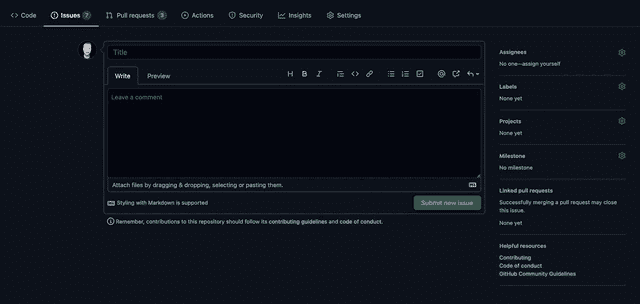 Code Issues 7 Pull requests 3 Actions Security Insights Settings
Title
Write Preview
Leave a comment
Attach files by dragging & dropping, selecting or pasting them.
Styling with Markdown is supported
Submit new issue
Remember, contributions to this repository should follow its contributing guidelines and code of conduct.
Assignees
No one—assign yourself
Labels
None yet
Projects
None yet
Milestone
No milestone
Linked pull requests
Successfully merging a pull request may close
this issue.
None yet
Helpful resources
Contributing
Code of conduct
GitHub Community Guidelines